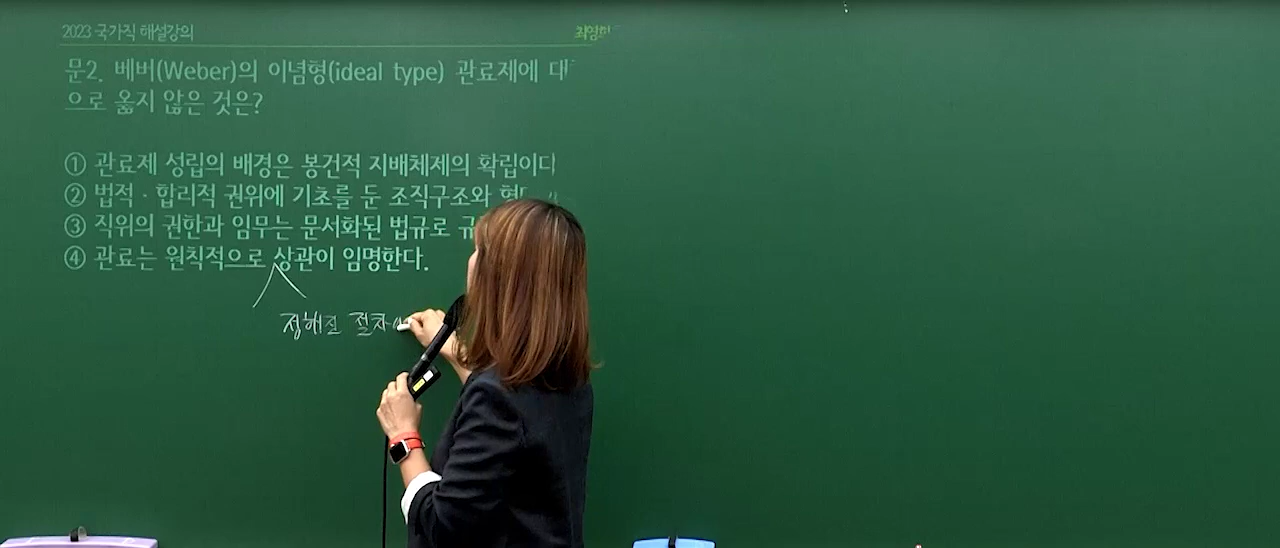 2023 국가직 해설강의 최영희
문2. 베버(Weber)의 이념형(ideal type) 관료제에 대
으로 옳지 않은 것은?
① 관료제 성립의 배경은 봉건적 지배체제의 확립이다
② 법적·합리적 권위에 기초를 둔 조직구조와
③ 직위의 권한과 임무는 문서화된 법규로
④ 관료는 원칙적으로 상관이 임명한다.
정해진 절차